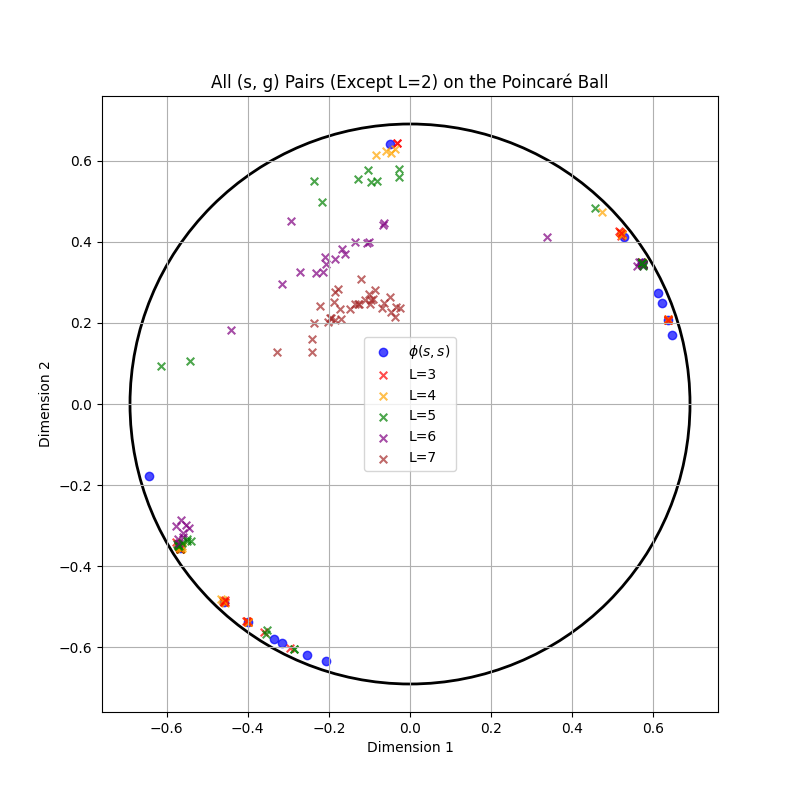 All (s, g) Pairs (Except L=2) on the Poincaré Ball
Dimension 2
0.6
0.4
0.2
0.0
−0.2
−0.4
−0.6
ϕ(s, s)
L=3
L=4
L=5
L=6
L=7
−0.6 −0.4 −0.2 0.0 0.2 0.4 0.6
Dimension 1